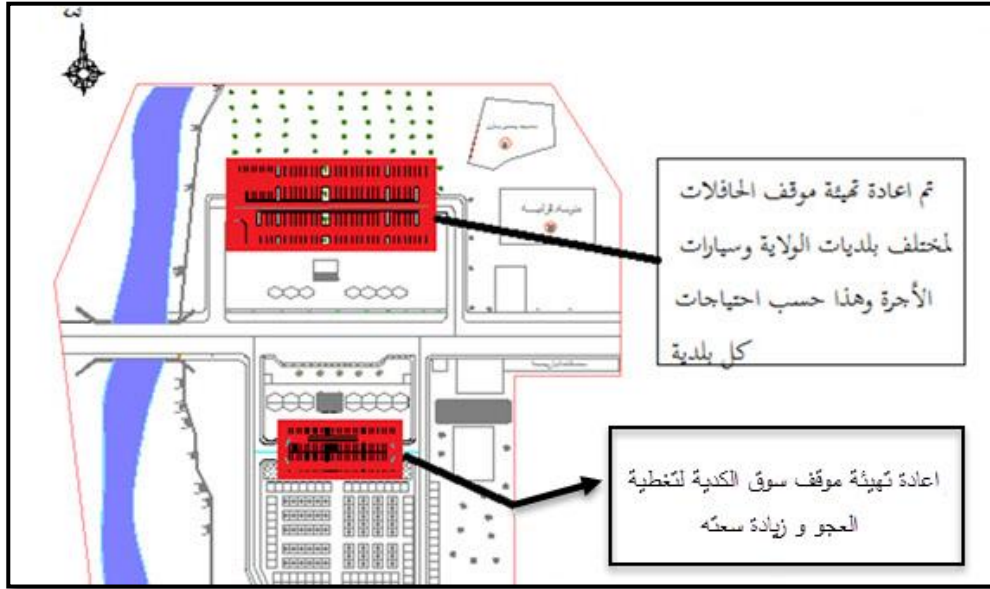 تم اعادة تهيئة موقف الحافلات
لمختلف بلديات الولاية وسيارات
الأجرة وهذا حسب احتياجات
كل بلدية
اعادة تهيئة موقف سوق الكدية لتغطية
العجو و زيادة سعته